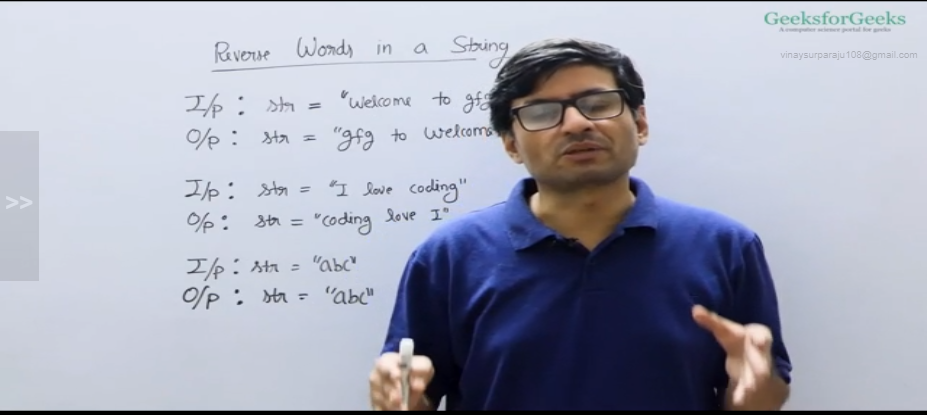 GeeksforGeeks
A computer science portal for geeks
vinaysurparaju108@gmail.com
Reverse Words in a String
I/p : str = "Welcome to gfg
O/p : str = "gfg to Welcome
I/p : str = "I love coding"
O/p : str = "coding love I"
I/p : str = "abc"
O/p : str = "abc"
>>